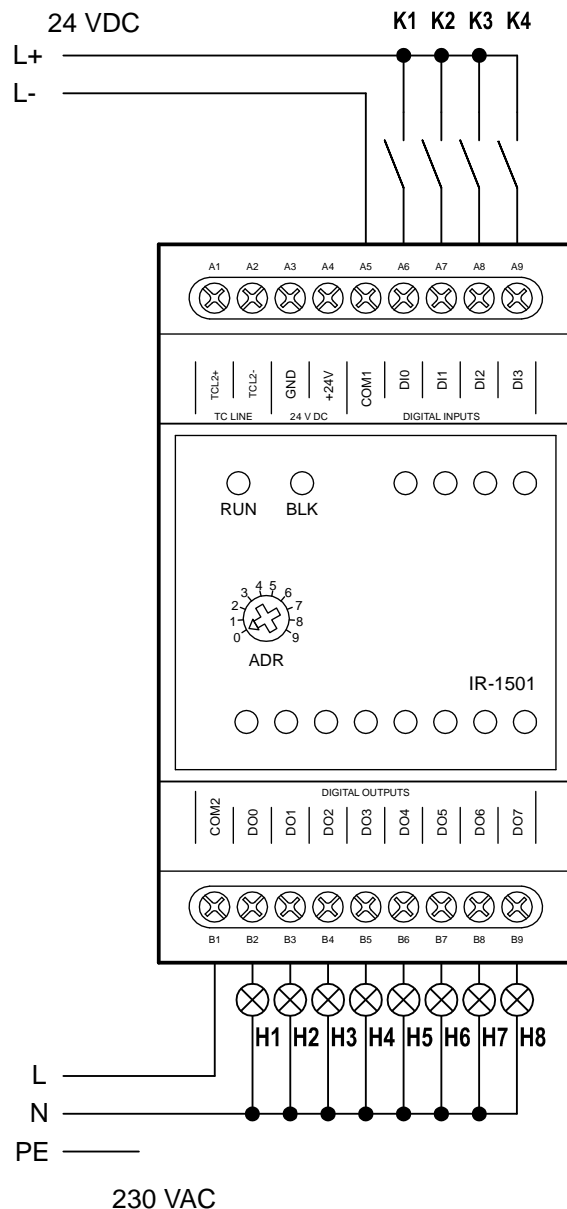 24 VDC
K1 K2 K3 K4
L+
L-
A1 A2 A3 A4 A5 A6 A7 A8 A9
TCL2+ TCL2- GND +24V COM1 DI0 DI1 DI2 DI3
TC LINE 24 V DC DIGITAL INPUTS
RUN BLK
0 1 2 3 4 5 6 7 8 9
ADR
IR-1501
DIGITAL OUTPUTS
COM2 DO0 DO1 DO2 DO3 DO4 DO5 DO6 DO7
B1 B2 B3 B4 B5 B6 B7 B8 B9
H1 H2 H3 H4 H5 H6 H7 H8
L
N
PE
230 VAC